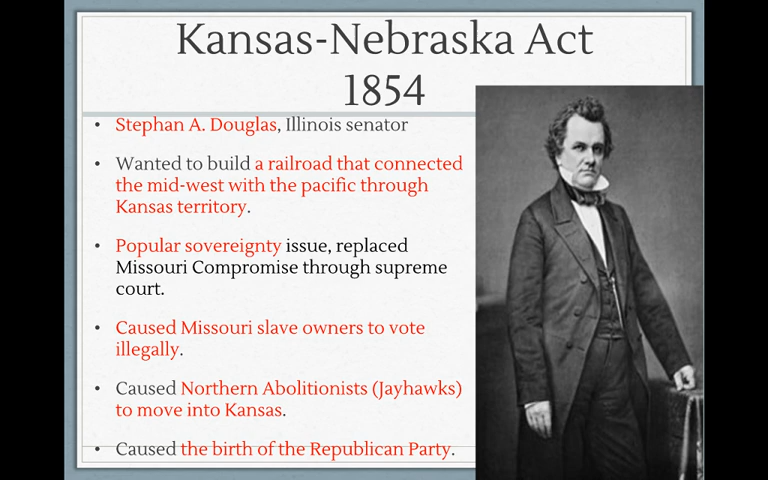 Kansas-Nebraska Act
1854
• Stephan A. Douglas, Illinois senator
• Wanted to build a railroad that connected
the mid-west with the pacific through
Kansas territory.
• Popular sovereignty issue, replaced
Missouri Compromise through supreme
court.
• Caused Missouri slave owners to vote
illegally.
• Caused Northern Abolitionists (Jayhawks)
to move into Kansas.
• Caused the birth of the Republican Party.